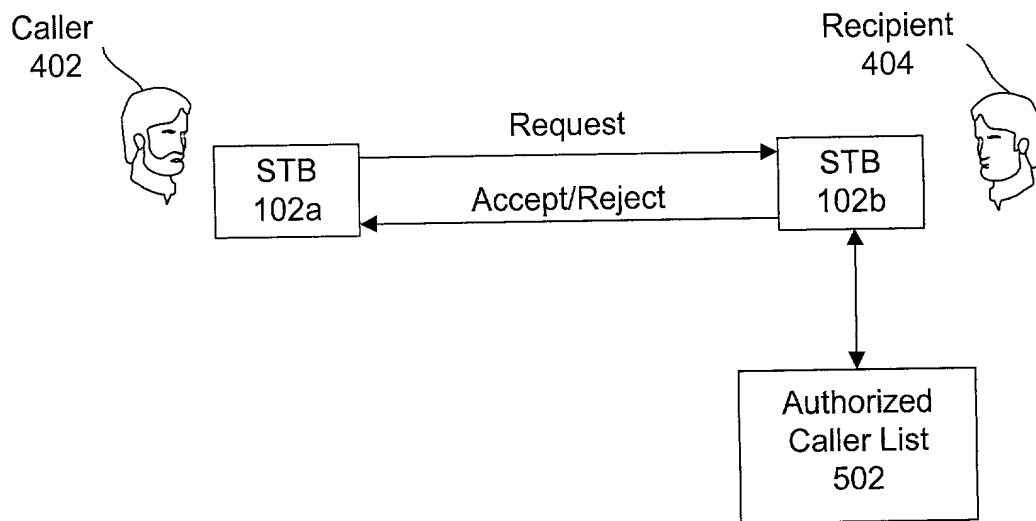 Caller
402
Recipient
404
Request
STB
102a
Accept/Reject
STB
102b
Authorized
Caller List
502